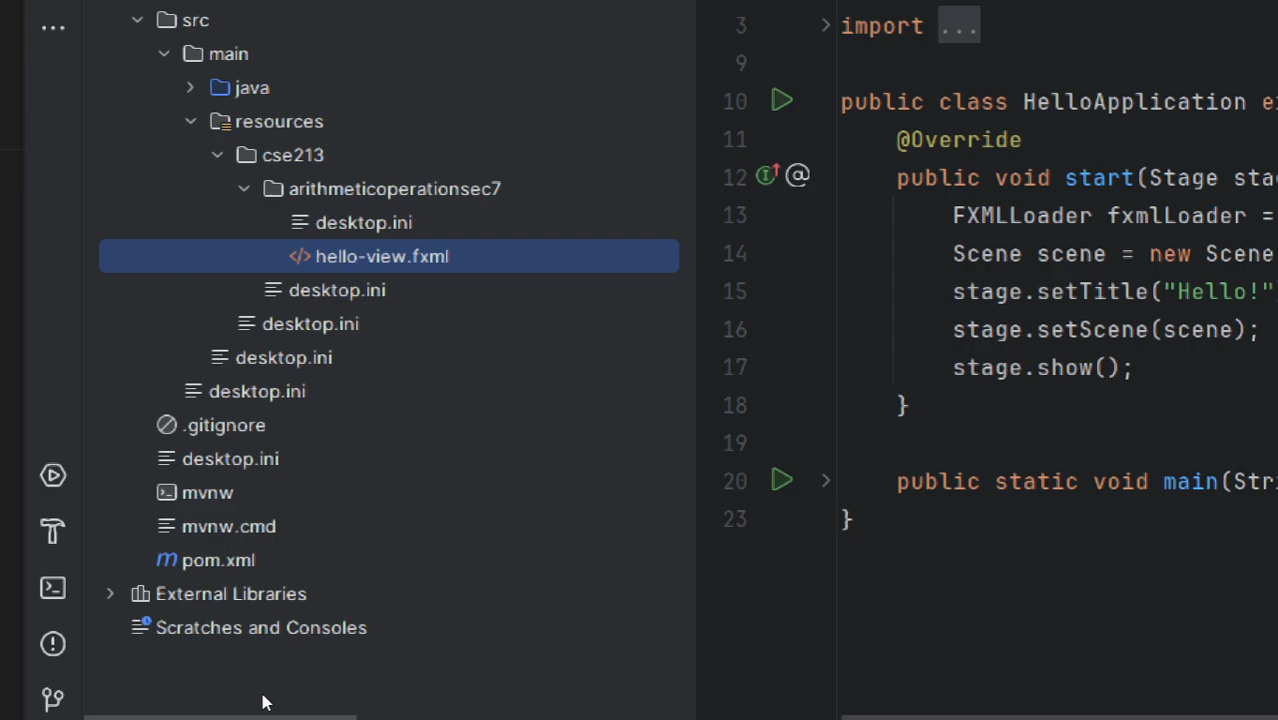 src
main
java
resources
cse213
arithmeticoperationsec7
desktop.ini
hello-view.fxml
desktop.ini
desktop.ini
desktop.ini
desktop.ini
.gitignore
desktop.ini
mvnw
mvnw.cmd
pom.xml
External Libraries
Scratches and Consoles
3 import ...
9
10 public class HelloApplication e
11 @Override
12 public void start(Stage sta
13 FXMLLoader fxmlLoader =
14 Scene scene = new Scene
15 stage.setTitle("Hello!"
16 stage.setScene(scene);
17 stage.show();
18 }
19
20 public static void main(Stri
23 }